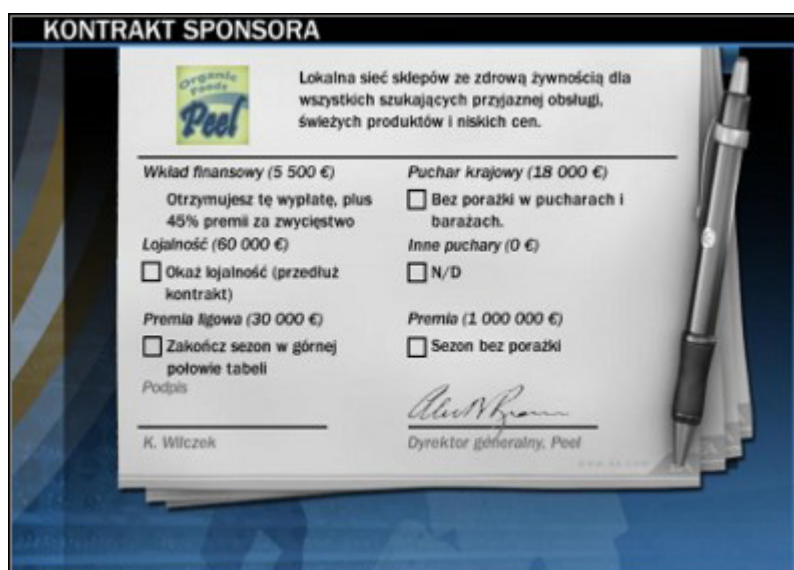 KONTRAKT SPONSORA
Organic
Foods
Peel
Lokalna sieć sklepów ze zdrową żywnością dla
wszystkich szukających przyjaznej obsługi,
świeżych produktów i niskich cen.
Wkład finansowy (5 500 €)
Otrzymujesz tę wypłatę, plus
45% premii za zwycięstwo
Lojalność (60 000 €)
Okaż lojalność (przedłuż
kontrakt)
Premia ligowa (30 000 €)
Zakończ sezon w górnej
połowie tabeli
Puchar krajowy (18 000 €)
Bez porażki w pucharach i
barażach.
Inne puchary (0 €)
N/D
Premia (1 000 000 €)
Sezon bez porażki
Podpis
K. Wilczek
Dyrektor generalny, Peel